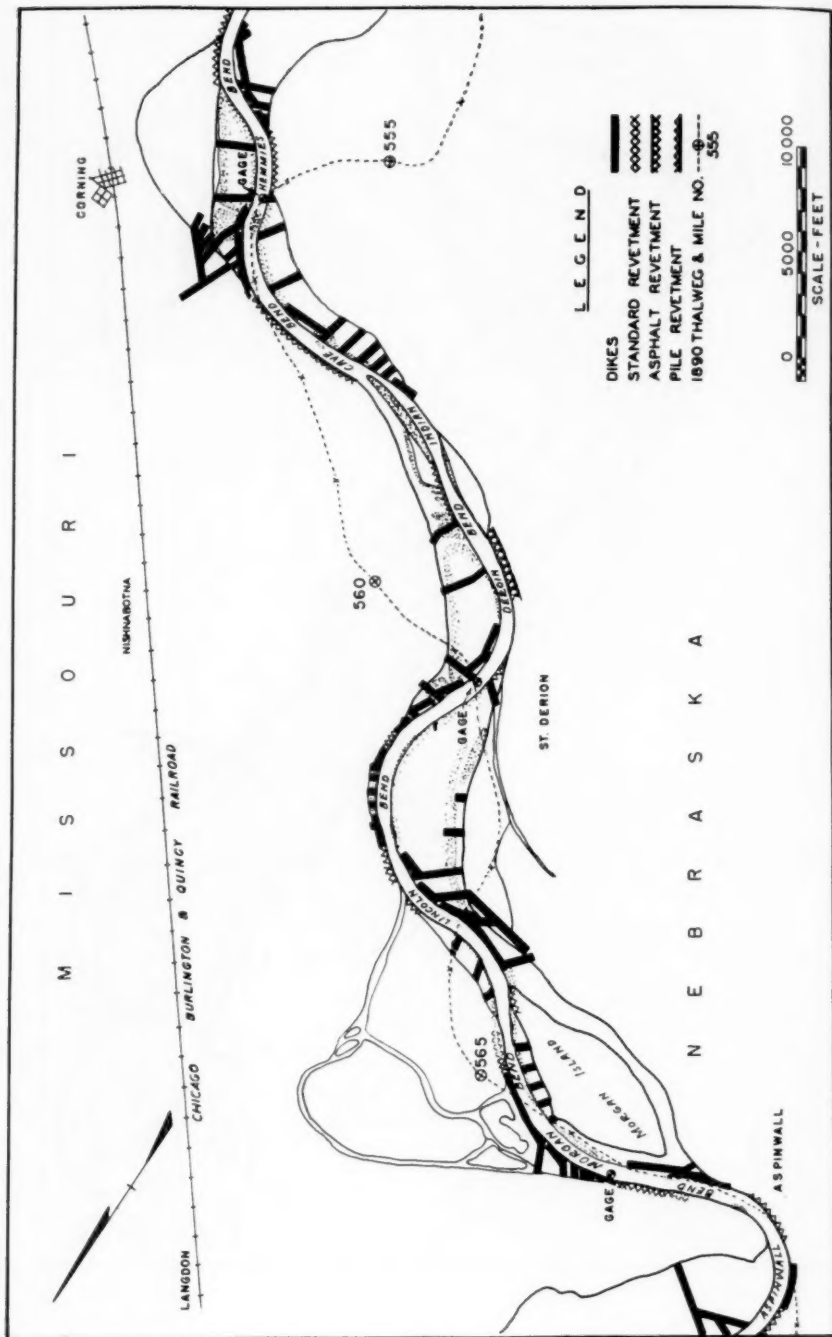 MISSOURI
CORNING
NISHNABOTNA
CHICAGO BURLINGTON & QUINCY RAILROAD
LANGDON
BEND
HEMMIES
GAGE
555
CAVE
BEND
INDIAN
BEND
560
DEROIN
GAGE
ST. DERION
BEND
LINCOLN
565
BEND
MORGAN
MORGAN ISLAND
GAGE
BEND
ASPINWALL
ASPINWALL
NEBRASKA
LEGEND
DIKES
STANDARD REVETMENT
ASPHALT REVETMENT
PILE REVETMENT
1890 THALWEG & MILE NO.
555
0 5000 10000
SCALE-FEET